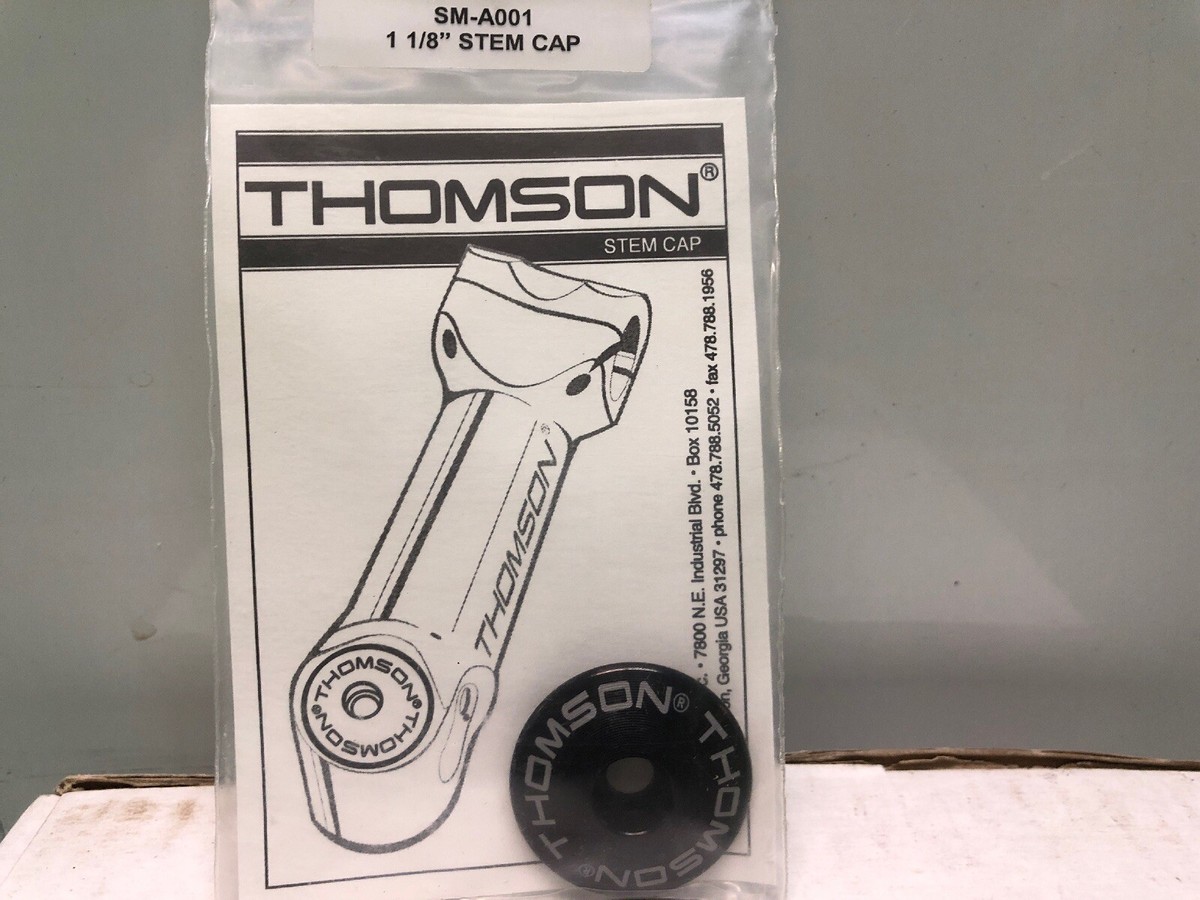 SM-A001
1 1/8” STEM CAP
THOMSON®
STEM CAP
• 7800 N.E. Industrial Blvd. • Box 10158
Georgia USA 31297 • phone 478.788.5052 • fax 478.788.1956
THOMSON®
THOMSON®
THOMSON®
THOMSON®
THOMSON®